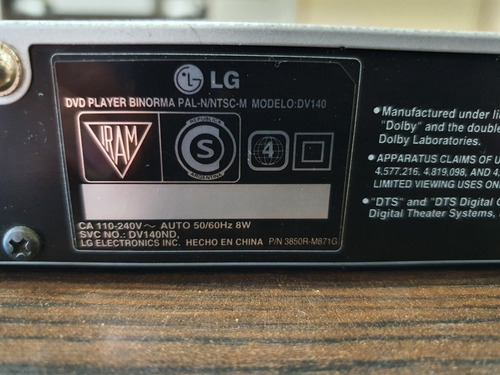 LG
DVD PLAYER BINORMA PAL-N/NTSC-M MODELO:DV140
IRAM
REPUBLICA
S
ARGENTINA
4
CA 110-240V~ AUTO 50/60Hz 8W
SVC NO.: DV140ND,
LG ELECTRONICS INC. HECHO EN CHINA P/N 3850R-M871G
•Manufactured under li
"Dolby" and the double
Dolby Laboratories.
•APPARATUS CLAIMS OF U
4.577.216, 4.819.098, and 4.
LIMITED VIEWING USES ON
•"DTS" and "DTS Digital O
Digital Theater Systems,